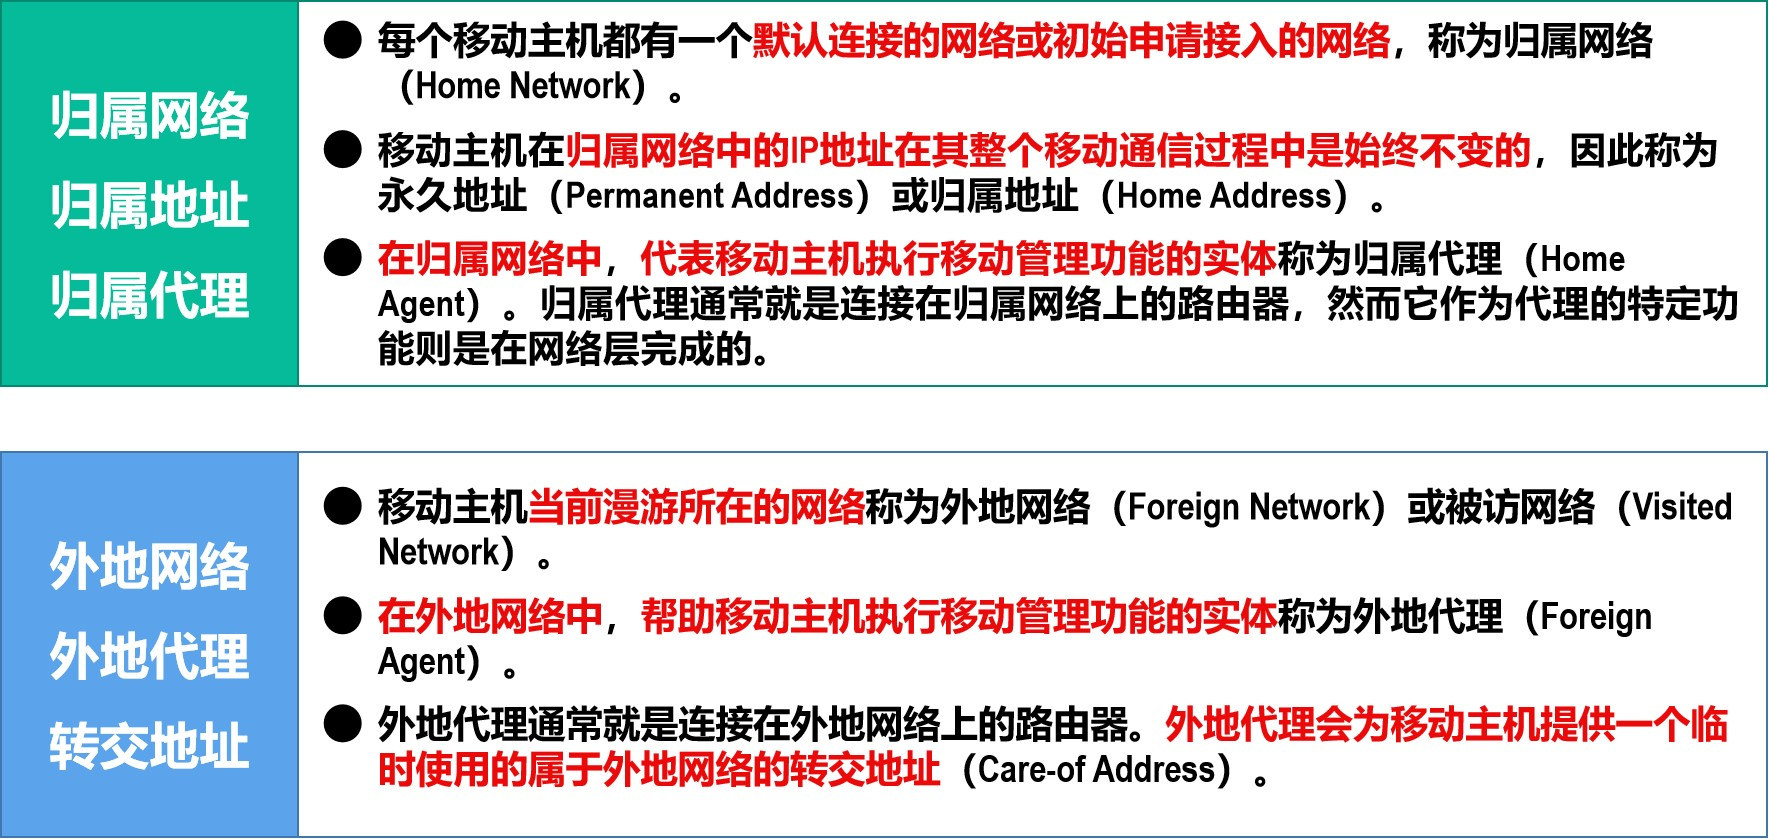 归属网络
归属地址
归属代理
● 每个移动主机都有一个默认连接的网络或初始申请接入的网络，称为归属网络
（Home Network）。
● 移动主机在归属网络中的IP地址在其整个移动通信过程中是始终不变的，因此称为
永久地址（Permanent Address）或归属地址（Home Address）。
● 在归属网络中，代表移动主机执行移动管理功能的实体称为归属代理（Home
Agent）。归属代理通常就是连接在归属网络上的路由器，然而它作为代理的特定功
能则是在网络层完成的。
外地网络
外地代理
转交地址
● 移动主机当前漫游所在的网络称为外地网络（Foreign Network）或被访网络（Visited
Network）。
● 在外地网络中，帮助移动主机执行移动管理功能的实体称为外地代理（Foreign
Agent）。
● 外地代理通常就是连接在外地网络上的路由器。外地代理会为移动主机提供一个临
时使用的属于外地网络的转交地址（Care-of Address）。